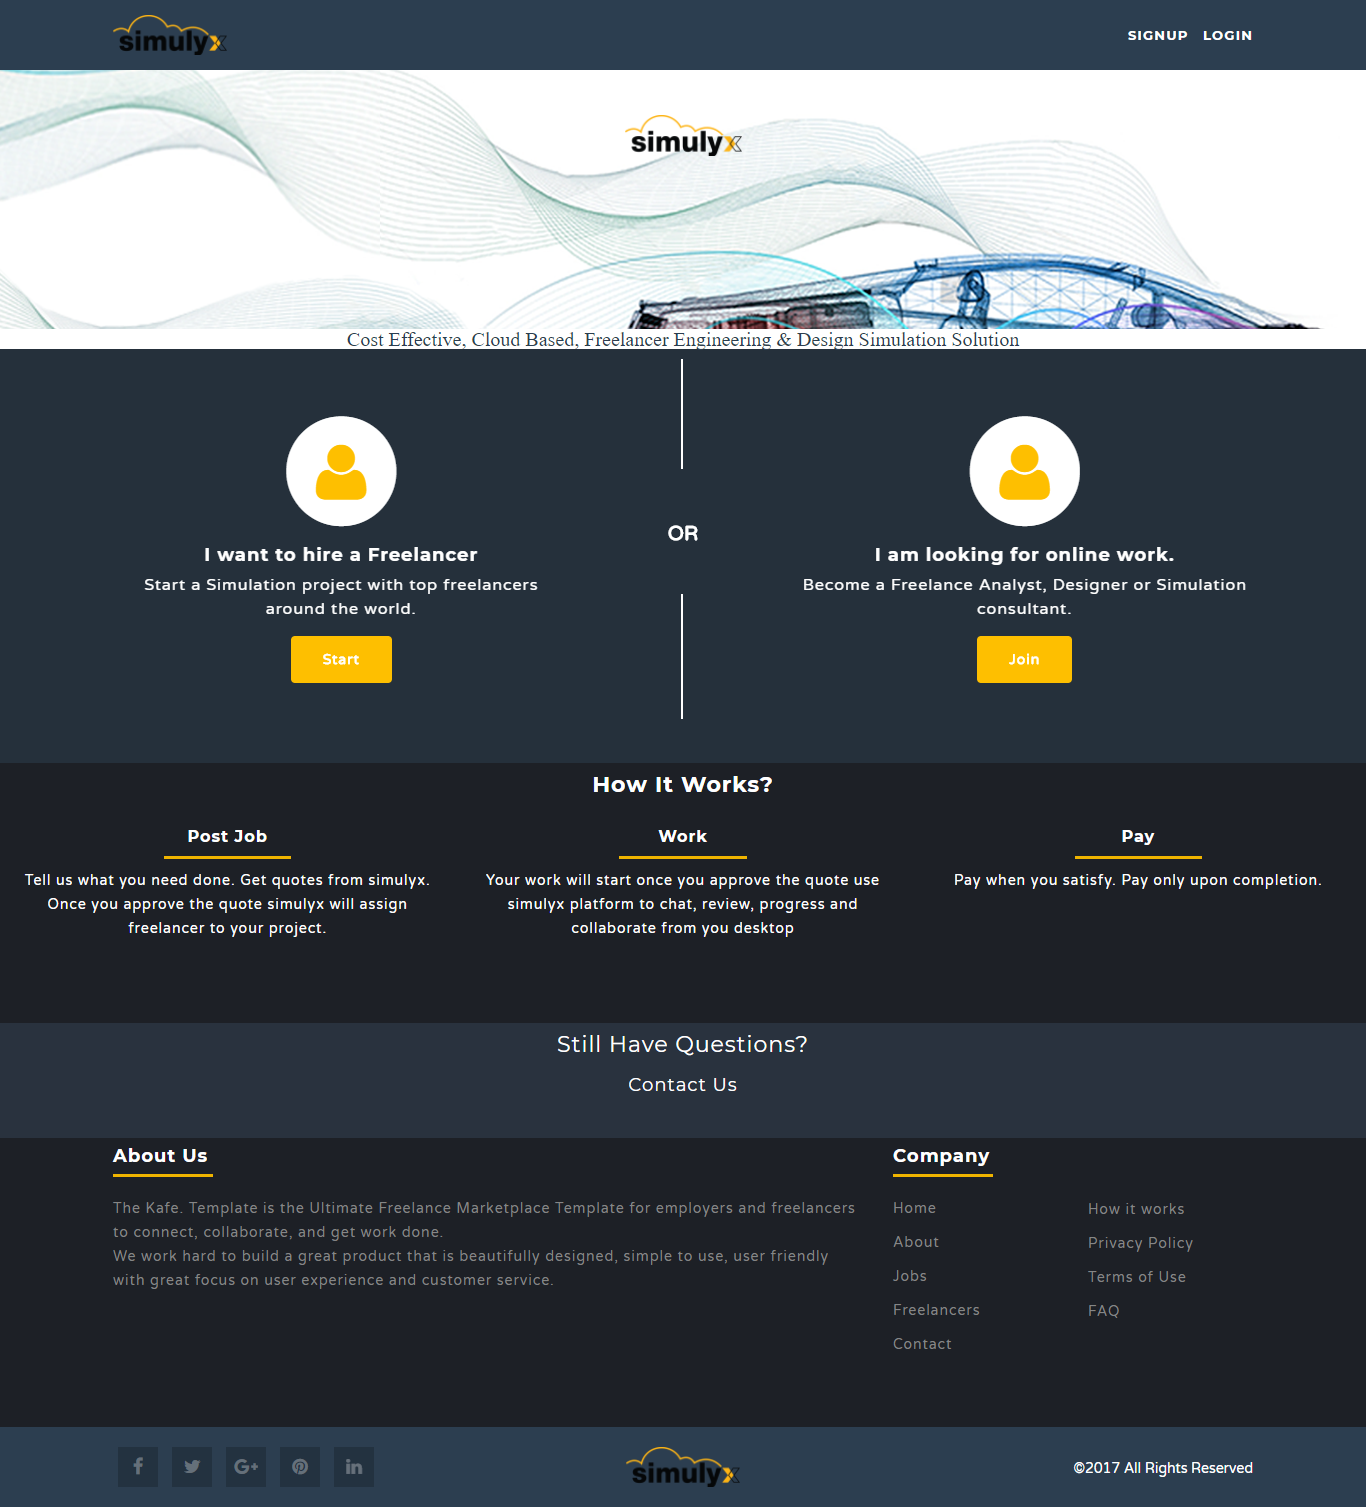 simulyx
SIGNUP LOGIN
simulyx
Cost Effective, Cloud Based, Freelancer Engineering & Design Simulation Solution
I want to hire a Freelancer
Start a Simulation project with top freelancers
around the world.
Start
OR
I am looking for online work.
Become a Freelance Analyst, Designer or Simulation
consultant.
Join
How It Works?
Post Job
Tell us what you need done. Get quotes from simulyx.
Once you approve the quote simulyx will assign
freelancer to your project.
Work
Your work will start once you approve the quote use
simulyx platform to chat, review, progress and
collaborate from you desktop
Pay
Pay when you satisfy. Pay only upon completion.
Still Have Questions?
Contact Us
About Us
The Kafe. Template is the Ultimate Freelance Marketplace Template for employers and freelancers
to connect, collaborate, and get work done.
We work hard to build a great product that is beautifully designed, simple to use, user friendly
with great focus on user experience and customer service.
Company
Home
About
Jobs
Freelancers
Contact
How it works
Privacy Policy
Terms of Use
FAQ
simulyx
©2017 All Rights Reserved